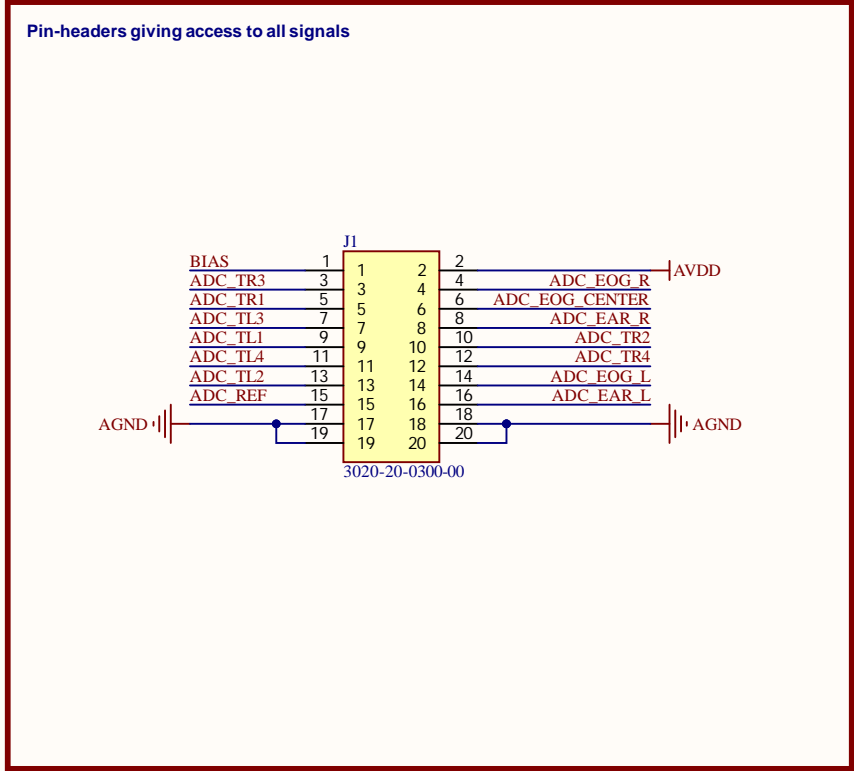 Pin-headers giving access to all signals
J1
BIAS 1 1 2 2 AVDD
ADC_TR3 3 3 4 4 ADC_EOG_R
ADC_TR1 5 5 6 6 ADC_EOG_CENTER
ADC_TL3 7 7 8 8 ADC_EAR_R
ADC_TL1 9 9 10 10 ADC_TR2
ADC_TL4 11 11 12 12 ADC_TR4
ADC_TL2 13 13 14 14 ADC_EOG_L
ADC_REF 15 15 16 16 ADC_EAR_L
AGND 17 17 18 18 AGND
19 19 20 20
3020-20-0300-00